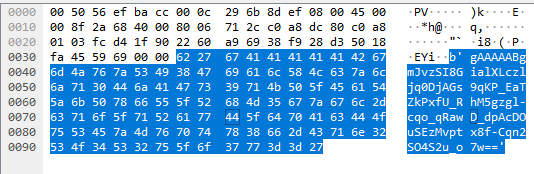 0000 00 50 56 ef ba cc 00 0c 29 6b 8d ef 08 00 45 00 ·PV····· )k····E·
0010 00 8f 2a 68 40 00 80 06 71 2c c0 a8 dc 80 c0 a8 ··*h@··· q,······
0020 01 03 fc d4 1f 90 22 60 a9 69 38 f9 28 d3 50 18 ······"` ·i8·(·P·
0030 fa 45 59 69 00 00 62 27 67 41 41 41 41 41 42 67 ·EYi··b' gAAAAABg
0040 6d 4a 76 7a 53 49 38 47 69 61 6c 58 4c 63 7a 6c mJvzSI8G ialXLczl
0050 6a 71 30 44 6a 41 47 73 39 71 4b 50 5f 45 61 54 jq0DjAGs 9qKP_EaT
0060 5a 6b 50 78 66 55 5f 52 68 4d 35 67 7a 67 6c 2d ZkPxfU_R hM5gzgl-
0070 63 71 6f 5f 71 52 61 77 44 5f 64 70 41 63 44 4f cqo_qRaw D_dpAcDO
0080 75 53 45 7a 4d 76 70 74 78 38 66 2d 43 71 6e 32 uSEzMvpt x8f-Cqn2
0090 53 4f 34 53 32 75 5f 6f 37 77 3d 3d 27 SO4S2u_o 7w=='